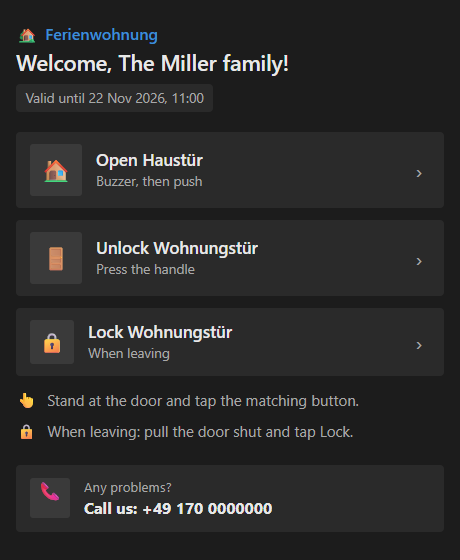 Ferienwohnung
Welcome, The Miller family!
Valid until 22 Nov 2026, 11:00
Open Haustür
Buzzer, then push
Unlock Wohnungstür
Press the handle
Lock Wohnungstür
When leaving
Stand at the door and tap the matching button.
When leaving: pull the door shut and tap Lock.
Any problems?
Call us: +49 170 0000000